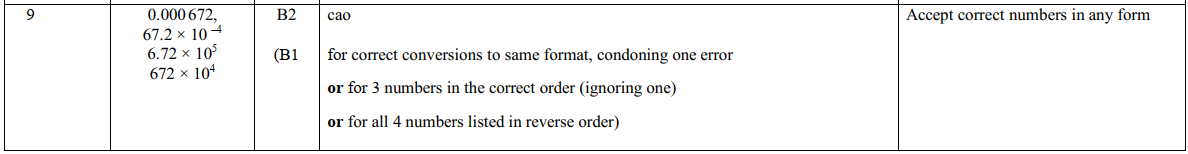 9 0.000 672, B2 cao Accept correct numbers in any form
67.2 × 10⁻⁴
6.72 × 10⁵ (B1 for correct conversions to same format, condoning one error
672 × 10⁴
or for 3 numbers in the correct order (ignoring one)
or for all 4 numbers listed in reverse order)